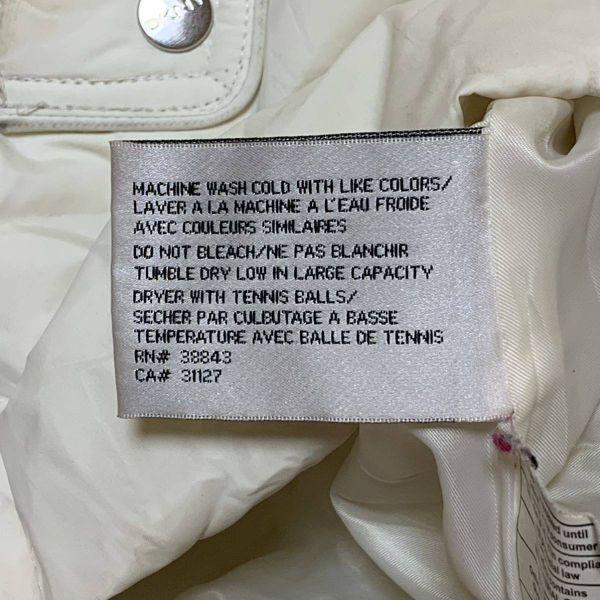 MACHINE WASH COLD WITH LIKE COLORS/
LAVER A LA MACHINE A L'EAU FROIDE
AVEC COULEURS SIMILAIRES
DO NOT BLEACH/NE PAS BLANCHIR
TUMBLE DRY LOW IN LARGE CAPACITY
DRYER WITH TENNIS BALLS/
SECHER PAR CULBUTAGE A BASSE
TEMPERATURE AVEC BALLE DE TENNIS
RN# 38843
CA# 31127
until
law